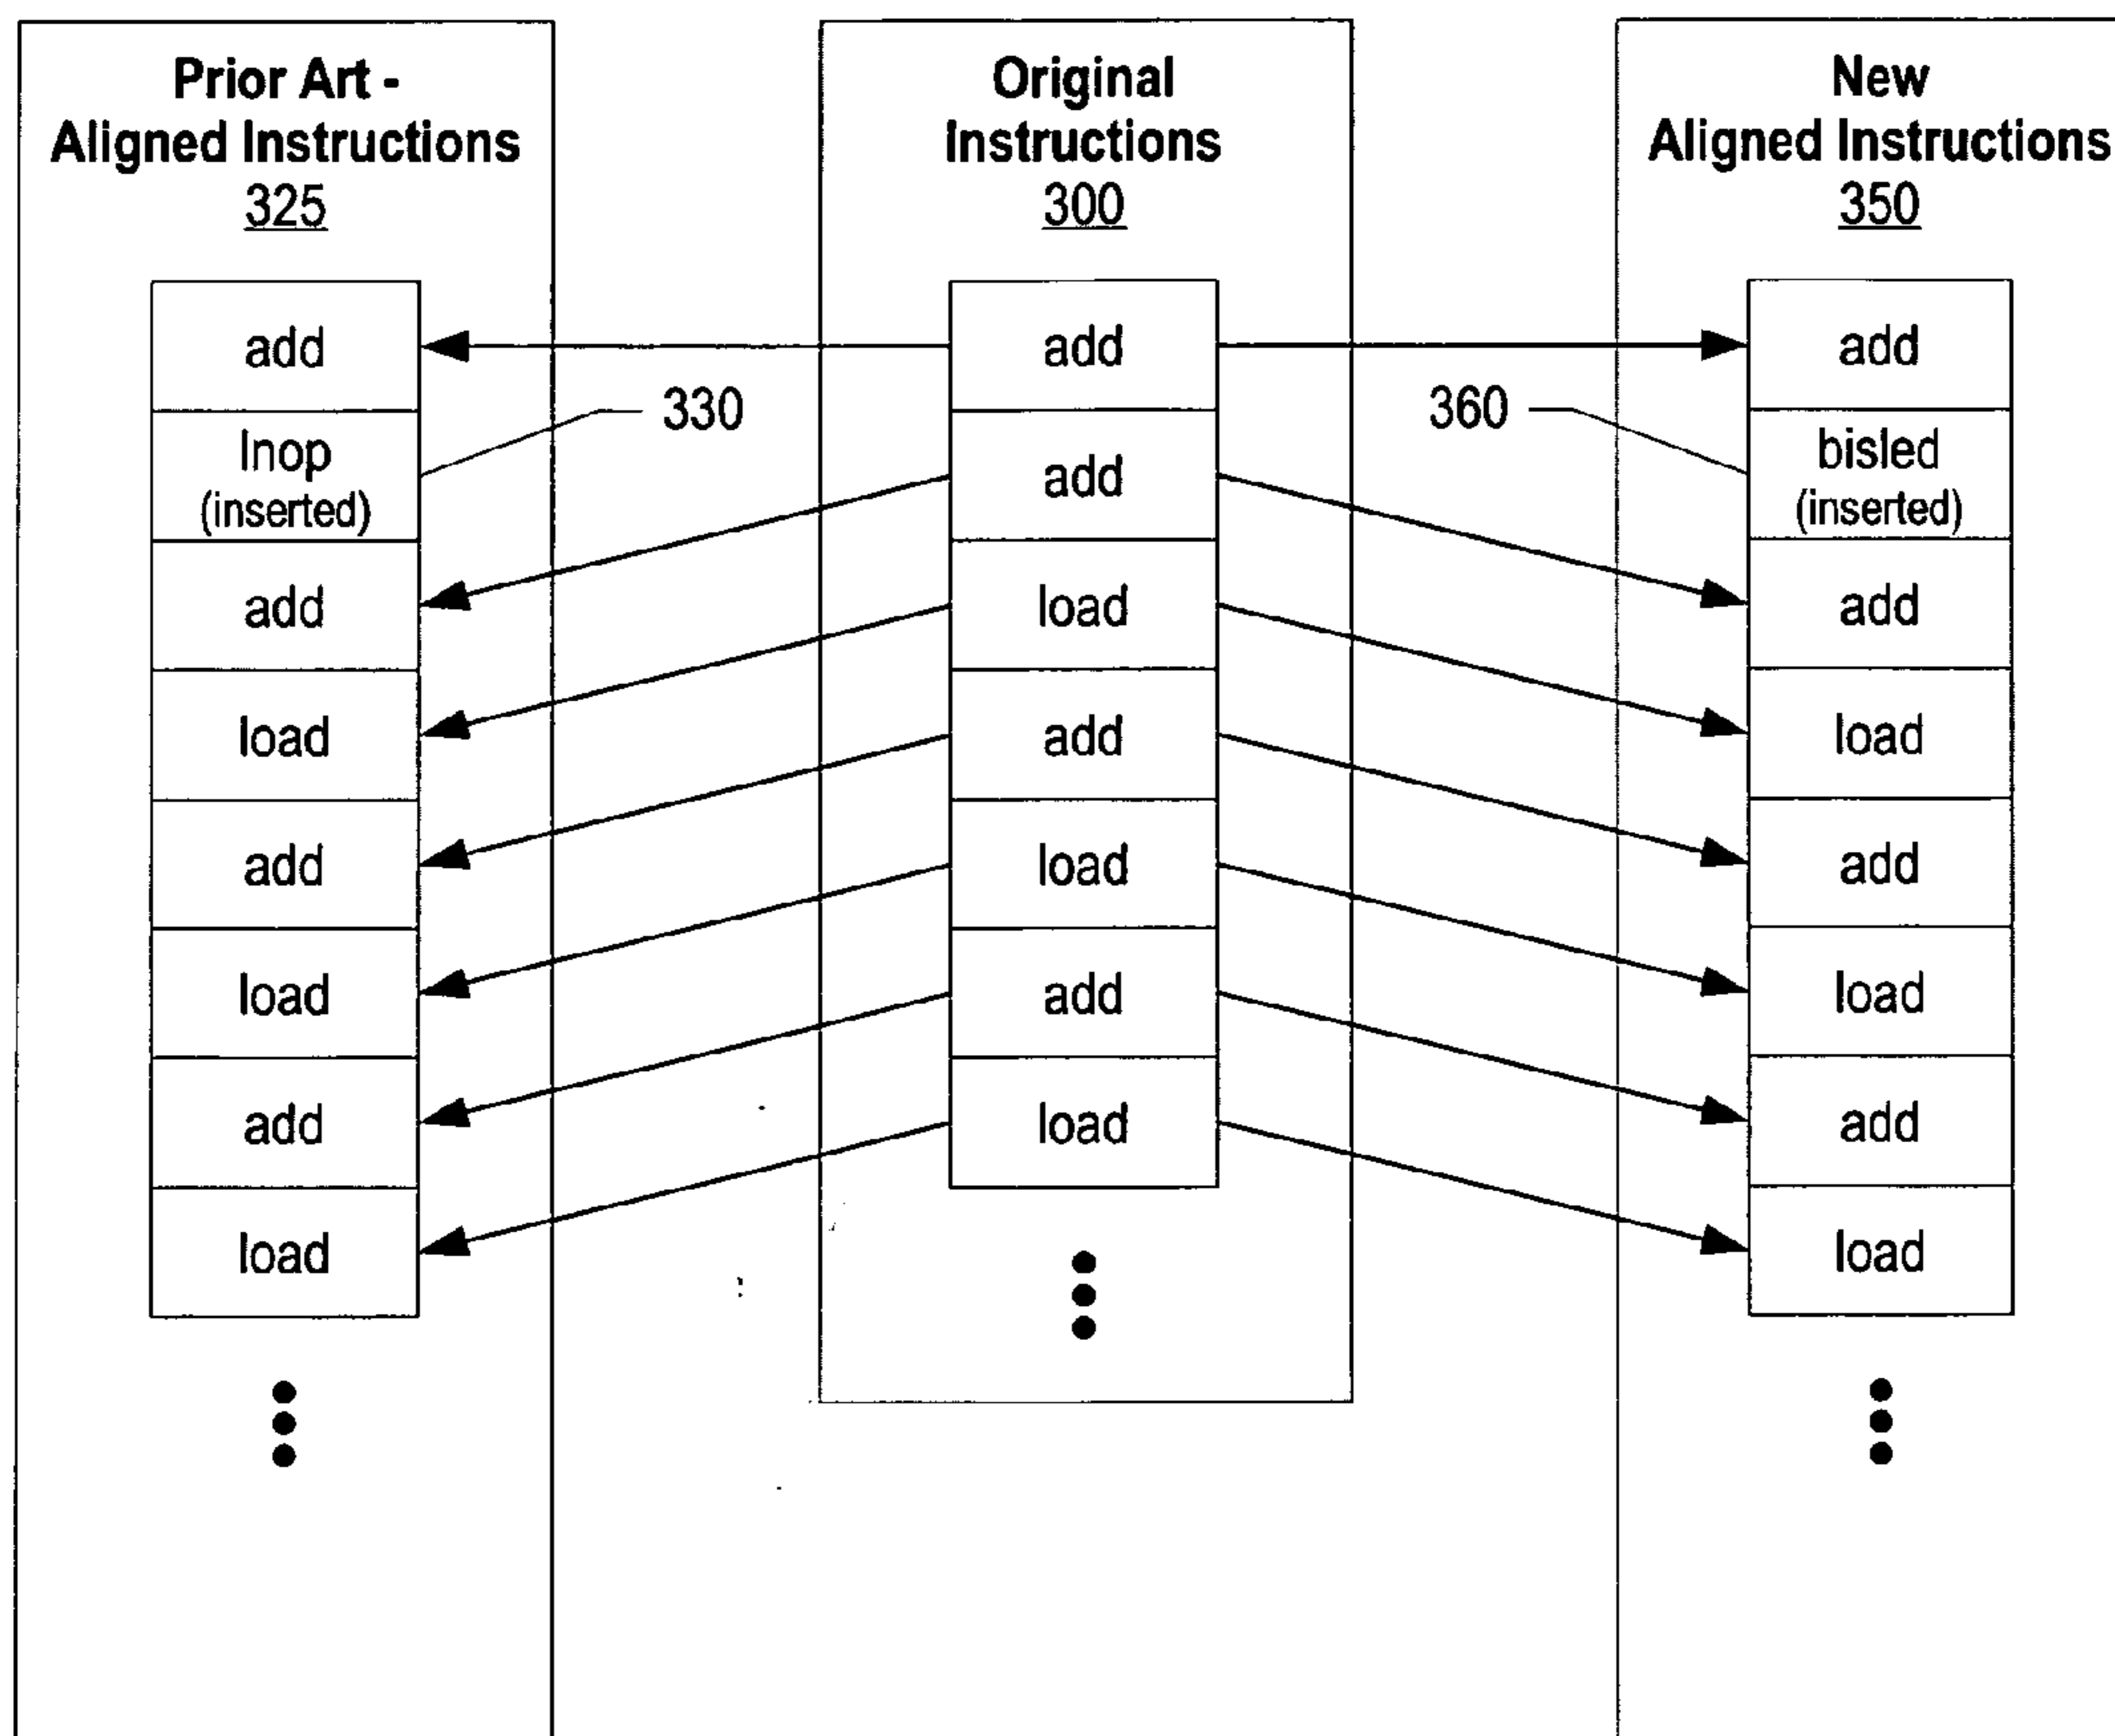 Prior Art -
Aligned Instructions
325
add
lnop
(inserted)
add
load
add
load
add
load
330
Original
Instructions
300
add
add
load
add
load
add
load
360
New
Aligned Instructions
350
add
bisled
(inserted)
add
load
add
load
add
load